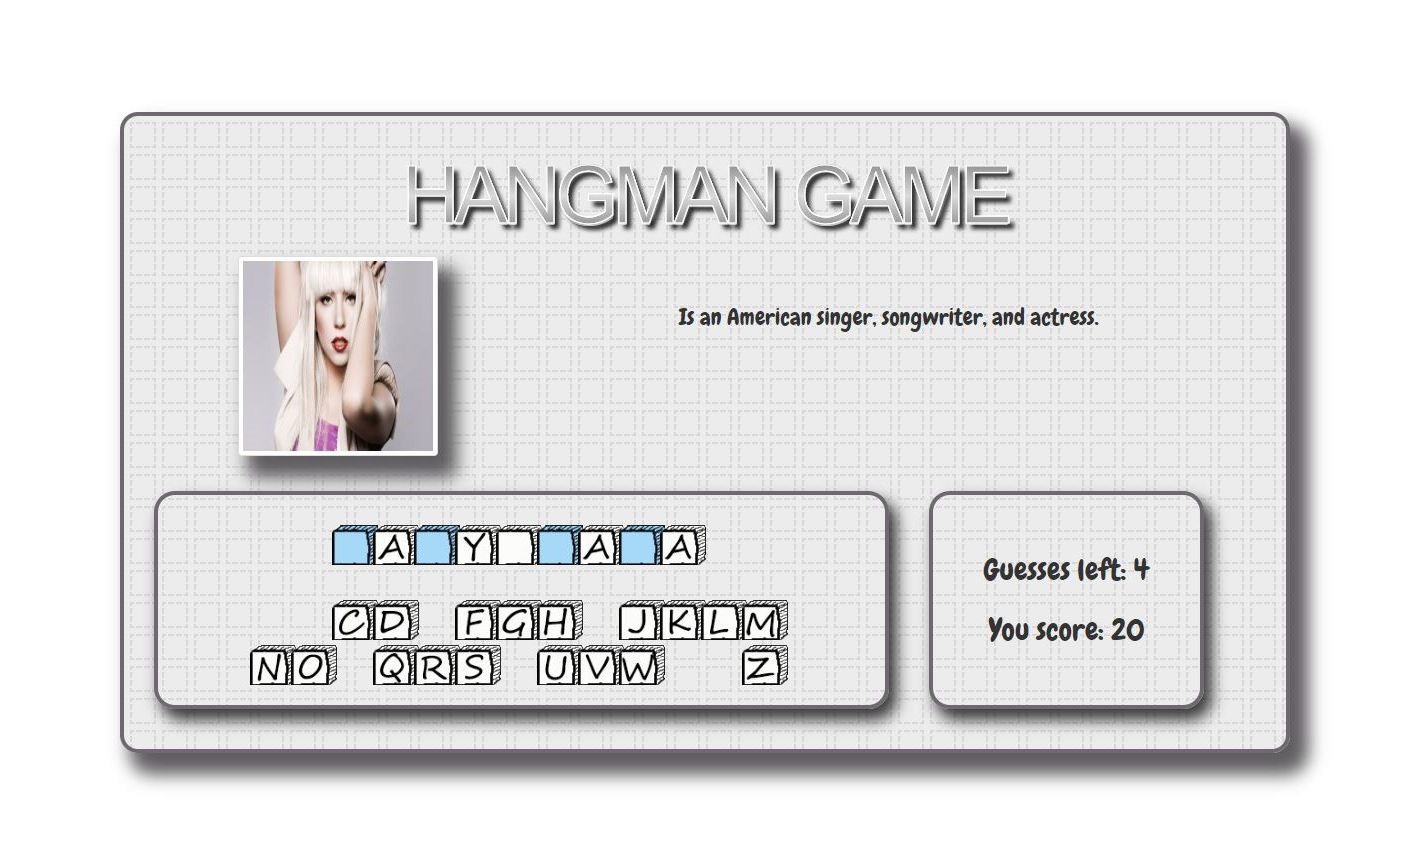 HANGMAN GAME
Is an American singer, songwriter, and actress.
A Y A A
C D F G H J K L M
N O Q R S U V W Z
Guesses left: 4
You score: 20